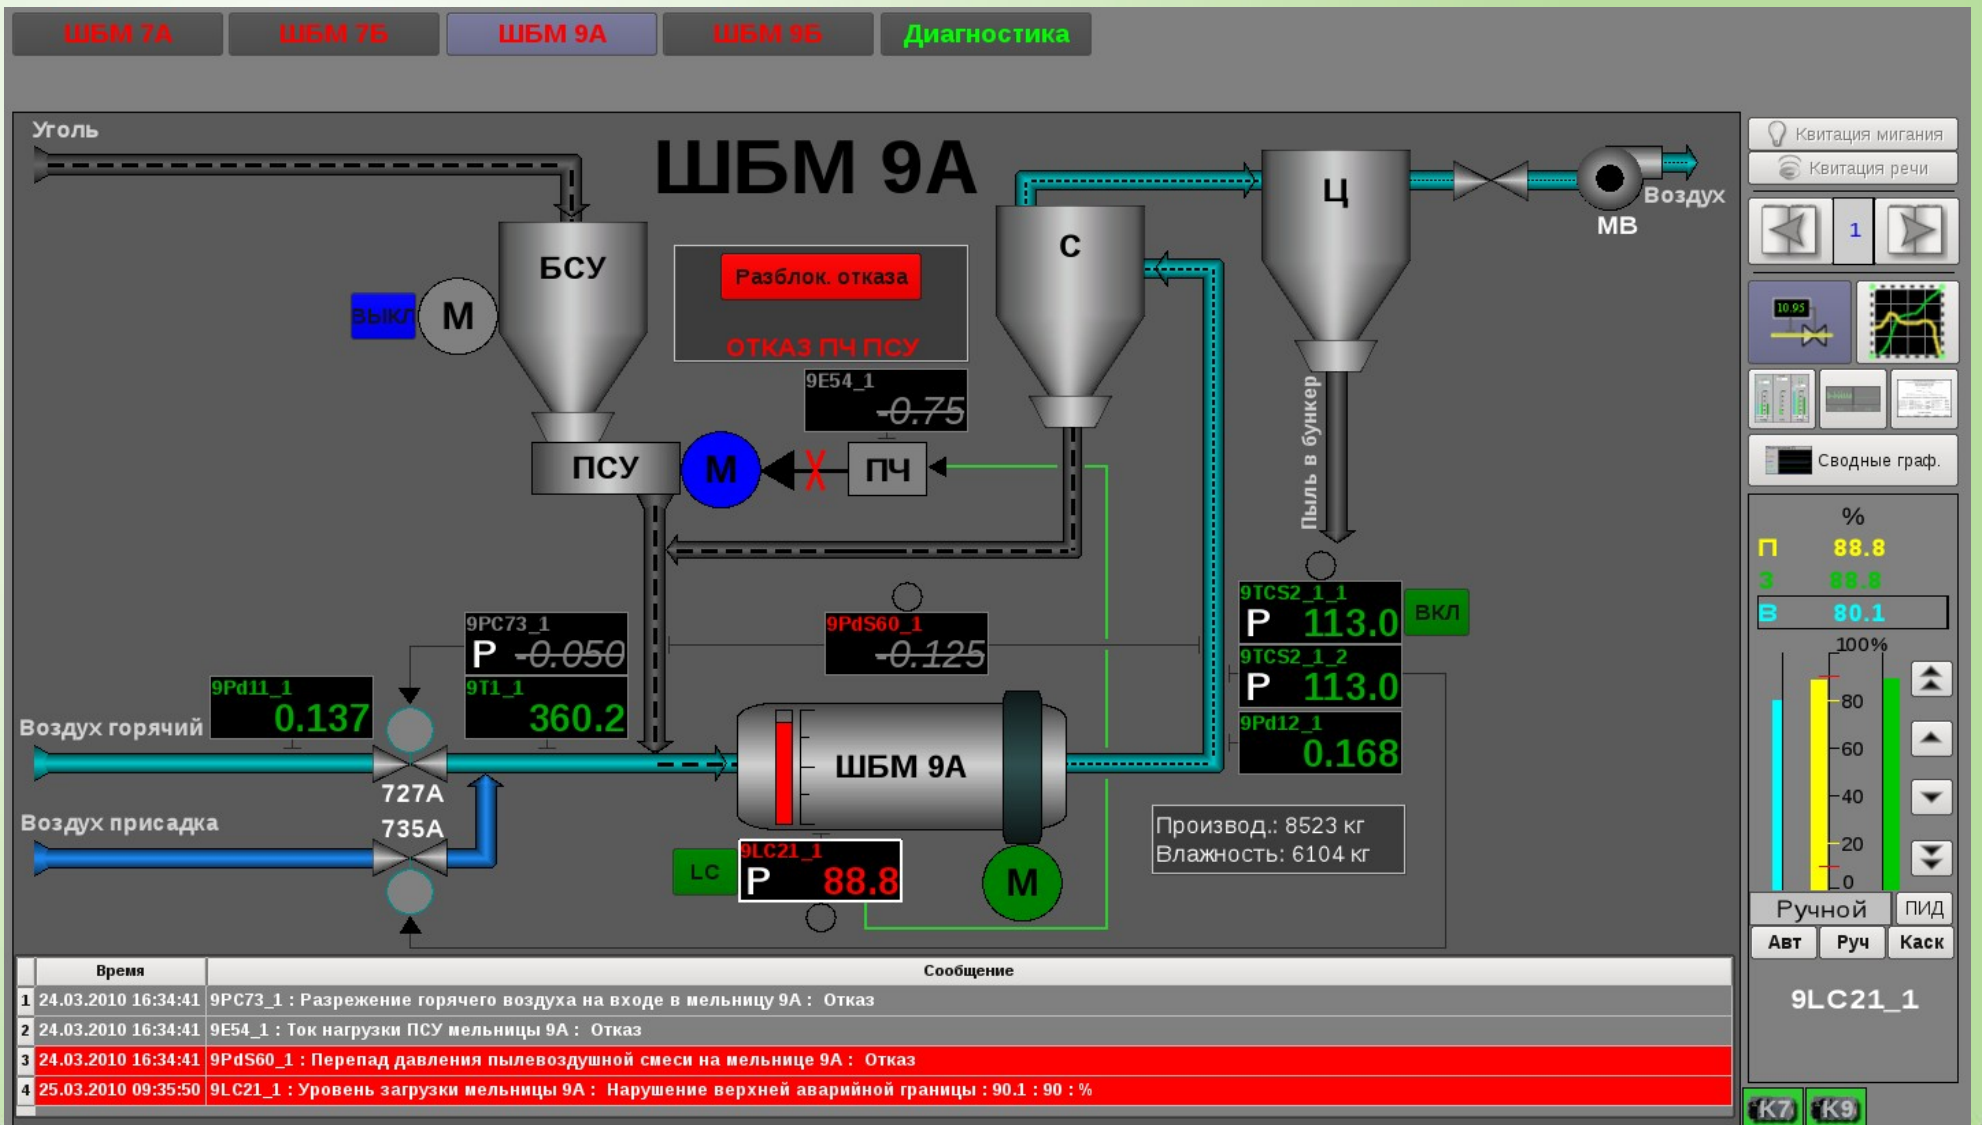 ШБМ 7А ШБМ 7Б ШБМ 9А ШБМ 9Б Диагностика
Уголь
ШБМ 9А
БСУ
ВЫКЛ
М
Разблок. отказа
ОТКАЗ ПЧ ПСУ
9E54_1
-0.75
ПСУ
М
ПЧ
С
Ц
МВ
Воздух
Пыль в бункер
9PC73_1
Р -0.050
9T1_1
360.2
9Pd11_1
0.137
Воздух горячий
727А
Воздух присадка
735А
9PdS60_1
-0.125
9TCS2_1_1
Р 113.0
ВКЛ
9TCS2_1_2
Р 113.0
9Pd12_1
0.168
ШБМ 9А
LC
9LC21_1
Р 88.8
М
Производ.: 8523 кг
Влажность: 6104 кг
Время Сообщение
1 24.03.2010 16:34:41 9PC73_1 : Разрежение горячего воздуха на входе в мельницу 9А : Отказ
2 24.03.2010 16:34:41 9E54_1 : Ток нагрузки ПСУ мельницы 9А : Отказ
3 24.03.2010 16:34:41 9PdS60_1 : Перепад давления пылевоздушной смеси на мельнице 9А : Отказ
4 25.03.2010 09:35:50 9LC21_1 : Уровень загрузки мельницы 9А : Нарушение верхней аварийной границы : 90.1 : 90 : %
Квитация мигания
Квитация речи
1
10.95
Сводные граф.
%
П 88.8
З 88.8
В 80.1
100%
80
60
40
20
0
Ручной ПИД
Авт Руч Каск
9LC21_1
К7 К9